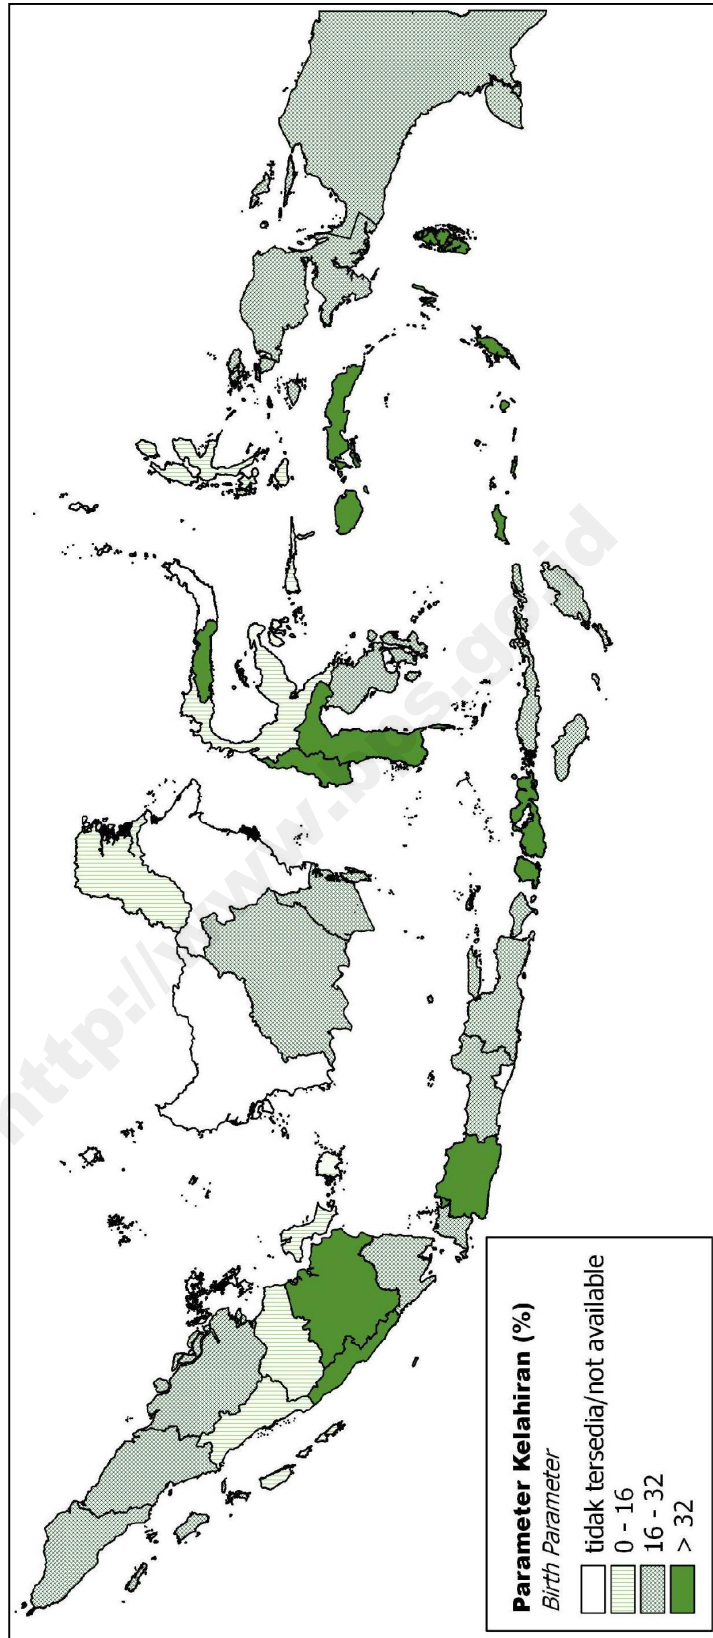 http://www.bps.go.id
Parameter Kelahiran (%)
Birth Parameter
tidak tersedia/not available
0 - 16
16 - 32
> 32